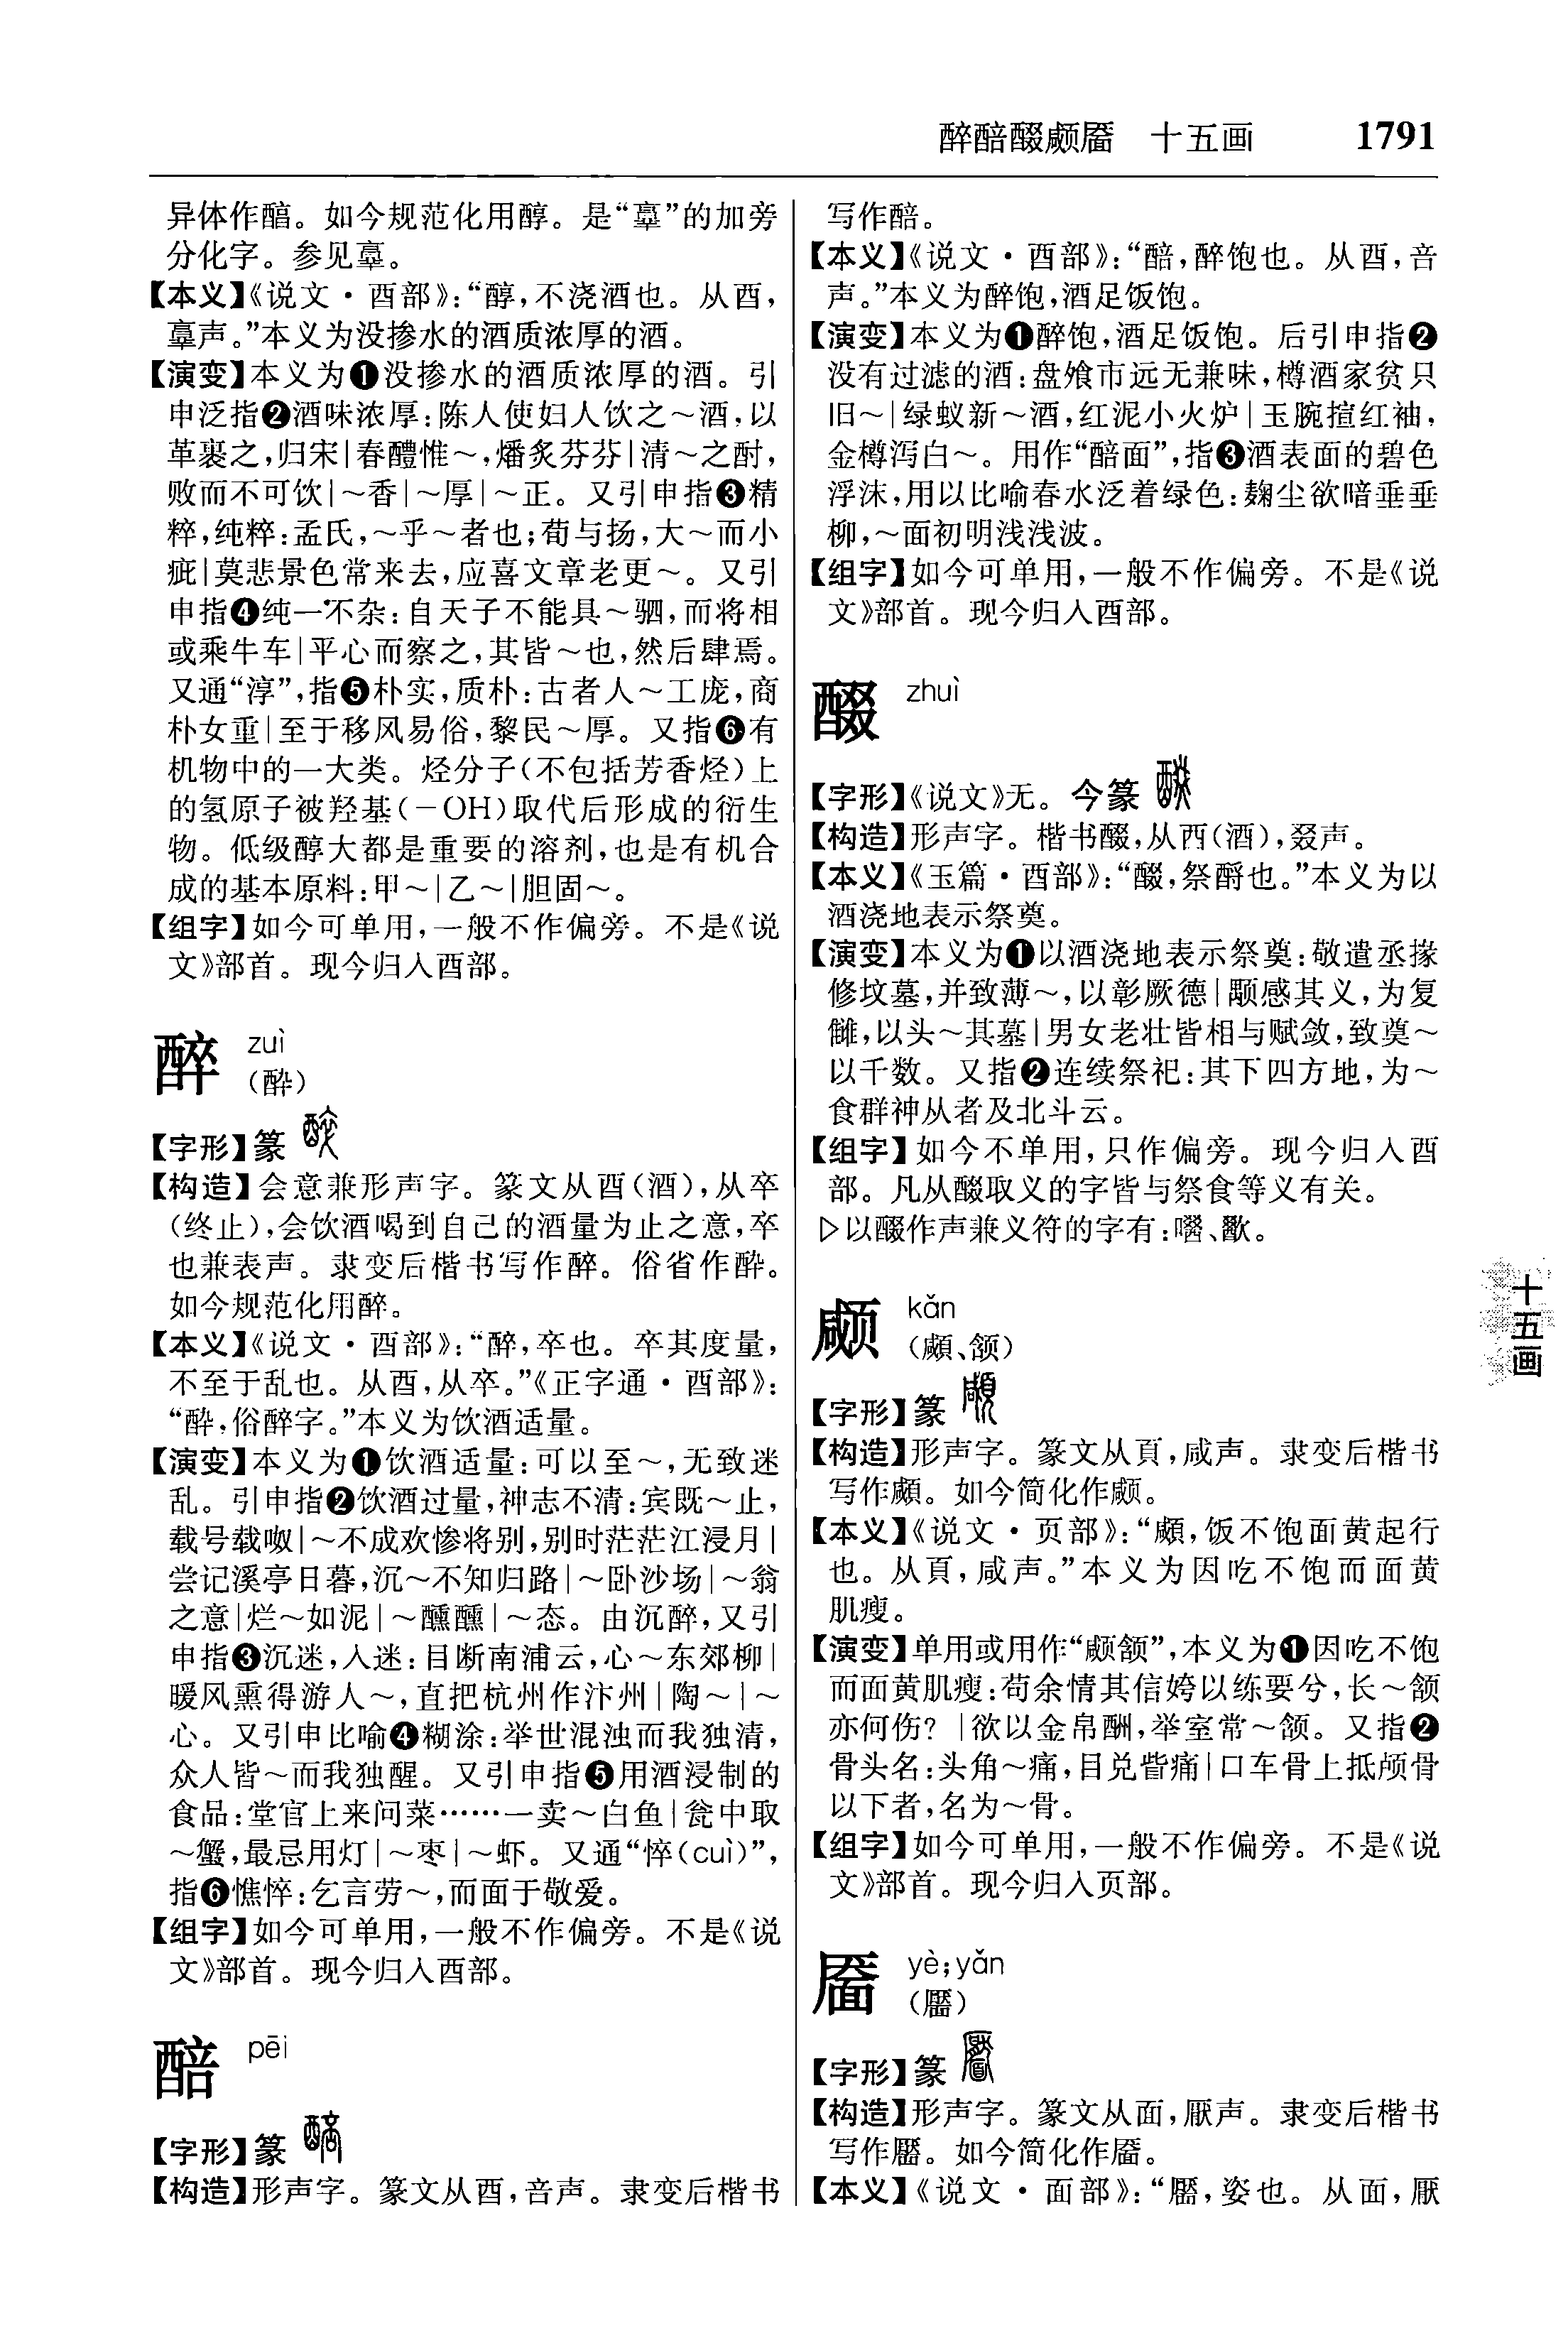 醉醅醊颇靥　十五画　1791
异体作醕。如今规范化用醇。是“𦎫”的加旁
分化字。参见𦎫。
【本义】《说文·酉部》：“醇，不浇酒也。从酉，
𦎫声。”本义为没掺水的酒质浓厚的酒。
【演变】本义为❶没掺水的酒质浓厚的酒。引
申泛指❷酒味浓厚：陈人使妇人饮之～酒，以
革裹之，归宋|春醴惟～，燔炙芬芬|清～之酎，
败而不可饮|～香|～厚|～正。又引申指❸精
粹，纯粹：孟氏，～乎～者也；荀与扬，大～而小
疵|莫悲景色常来去，应喜文章老更～。又引
申指❹纯一不杂：自天子不能具～驷，而将相
或乘牛车|平心而察之，其皆～也，然后肆焉。
又通“淳”，指❺朴实，质朴：古者人～工庞，商
朴女重|至于移风易俗，黎民～厚。又指❻有
机物中的一大类。烃分子（不包括芳香烃）上
的氢原子被羟基（－OH）取代后形成的衍生
物。低级醇大都是重要的溶剂，也是有机合
成的基本原料：甲～|乙～|胆固～。
【组字】如今可单用，一般不作偏旁。不是《说
文》部首。现今归入酉部。
醉 zuì
（酔）
【字形】篆
【构造】会意兼形声字。篆文从酉（酒），从卒
（终止），会饮酒喝到自己的酒量为止之意，卒
也兼表声。隶变后楷书写作醉。俗省作酔。
如今规范化用醉。
【本义】《说文·酉部》：“醉，卒也。卒其度量，
不至于乱也。从酉，从卒。”《正字通·酉部》：
“酔，俗醉字。”本义为饮酒适量。
【演变】本义为❶饮酒适量：可以至～，无致迷
乱。引申指❷饮酒过量，神志不清：宾既～止，
载号载呶|～不成欢惨将别，别时茫茫江浸月|
尝记溪亭日暮，沉～不知归路|～卧沙场|～翁
之意|烂～如泥|～醺醺|～态。由沉醉，又引
申指❸沉迷，入迷：目断南浦云，心～东郊柳|
暖风熏得游人～，直把杭州作汴州|陶～|～
心。又引申比喻❹糊涂：举世混浊而我独清，
众人皆～而我独醒。又引申指❺用酒浸制的
食品：堂官上来问菜……一卖～白鱼|瓮中取
～蟹，最忌用灯|～枣|～虾。又通“悴（cuì）”，
指❻憔悴：乞言劳～，而面于敬爱。
【组字】如今可单用，一般不作偏旁。不是《说
文》部首。现今归入酉部。
醅 pēi
【字形】篆
【构造】形声字。篆文从酉，咅声。隶变后楷书
写作醅。
【本义】《说文·酉部》：“醅，醉饱也。从酉，咅
声。”本义为醉饱，酒足饭饱。
【演变】本义为❶醉饱，酒足饭饱。后引申指❷
没有过滤的酒：盘飧市远无兼味，樽酒家贫只
旧～|绿蚁新～酒，红泥小火炉|玉腕揎红袖，
金樽泻白～。用作“醅面”，指❸酒表面的碧色
浮沫，用以比喻春水泛着绿色：麹尘欲暗垂垂
柳，～面初明浅浅波。
【组字】如今可单用，一般不作偏旁。不是《说
文》部首。现今归入酉部。
醊 zhuì
【字形】《说文》无。今篆
【构造】形声字。楷书醊，从酉（酒），叕声。
【本义】《玉篇·酉部》：“醊，祭酹也。”本义为以
酒浇地表示祭奠。
【演变】本义为❶以酒浇地表示祭奠：敬遣丞掾
修坟墓，并致薄～，以彰厥德|颙感其义，为复
雠，以头～其墓|男女老壮皆相与赋敛，致奠～
以千数。又指❷连续祭祀：其下四方地，为～
食群神从者及北斗云。
【组字】如今不单用，只作偏旁。现今归入酉
部。凡从醊取义的字皆与祭食等义有关。
▷以醊作声兼义符的字有：嚽、歠。
顑 kǎn
（顑、颔）
【字形】篆
【构造】形声字。篆文从頁，咸声。隶变后楷书
写作顑。如今简化作顑。
【本义】《说文·页部》：“顑，饭不饱面黄起行
也。从頁，咸声。”本义为因吃不饱而面黄
肌瘦。
【演变】单用或用作“顑颔”，本义为❶因吃不饱
而面黄肌瘦：苟余情其信姱以练要兮，长～颔
亦何伤？|欲以金帛酬，举室常～颔。又指❷
骨头名：头角～痛，目兑眥痛|口车骨上抵颅骨
以下者，名为～骨。
【组字】如今可单用，一般不作偏旁。不是《说
文》部首。现今归入页部。
靥 yè；yǎn
（靨）
【字形】篆
【构造】形声字。篆文从面，厭声。隶变后楷书
写作靨。如今简化作靥。
【本义】《说文·面部》：“靨，姿也。从面，厭
十五画